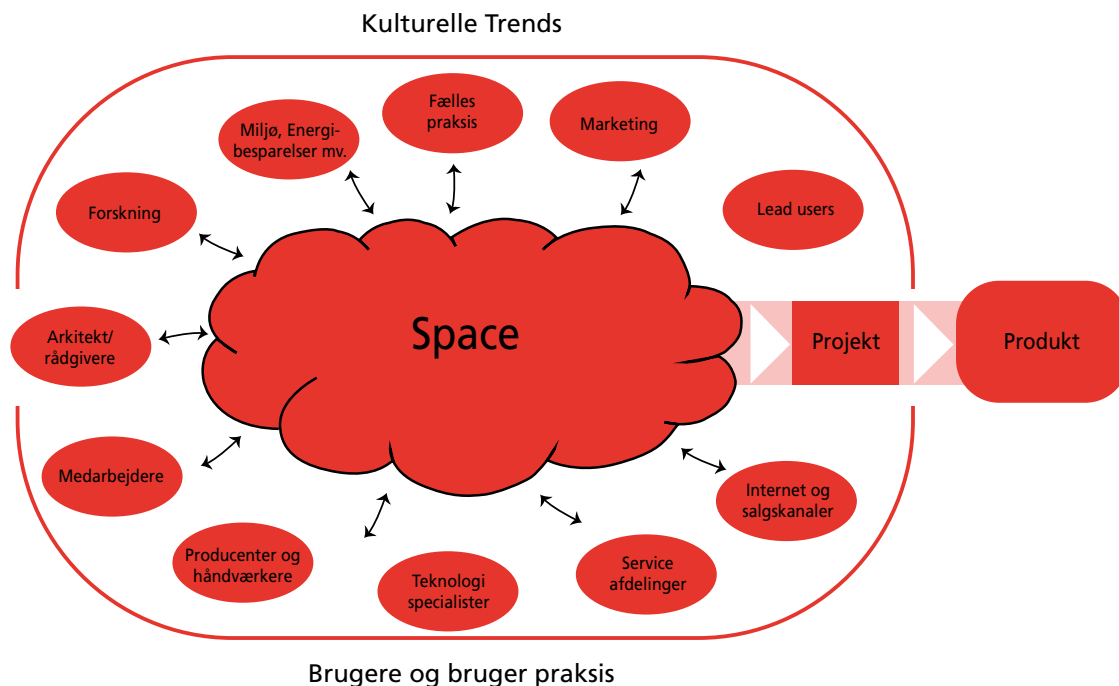 Kulturelle Trends
Fælles
praksis
Marketing
Miljø, Energi-
besparelser mv.
Lead users
Forskning
Arkitekt/
rådgivere
Space
Projekt
Produkt
Medarbejdere
Internet og
salgskanaler
Producenter og
håndværkere
Service
afdelinger
Teknologi
specialister
Brugere og bruger praksis